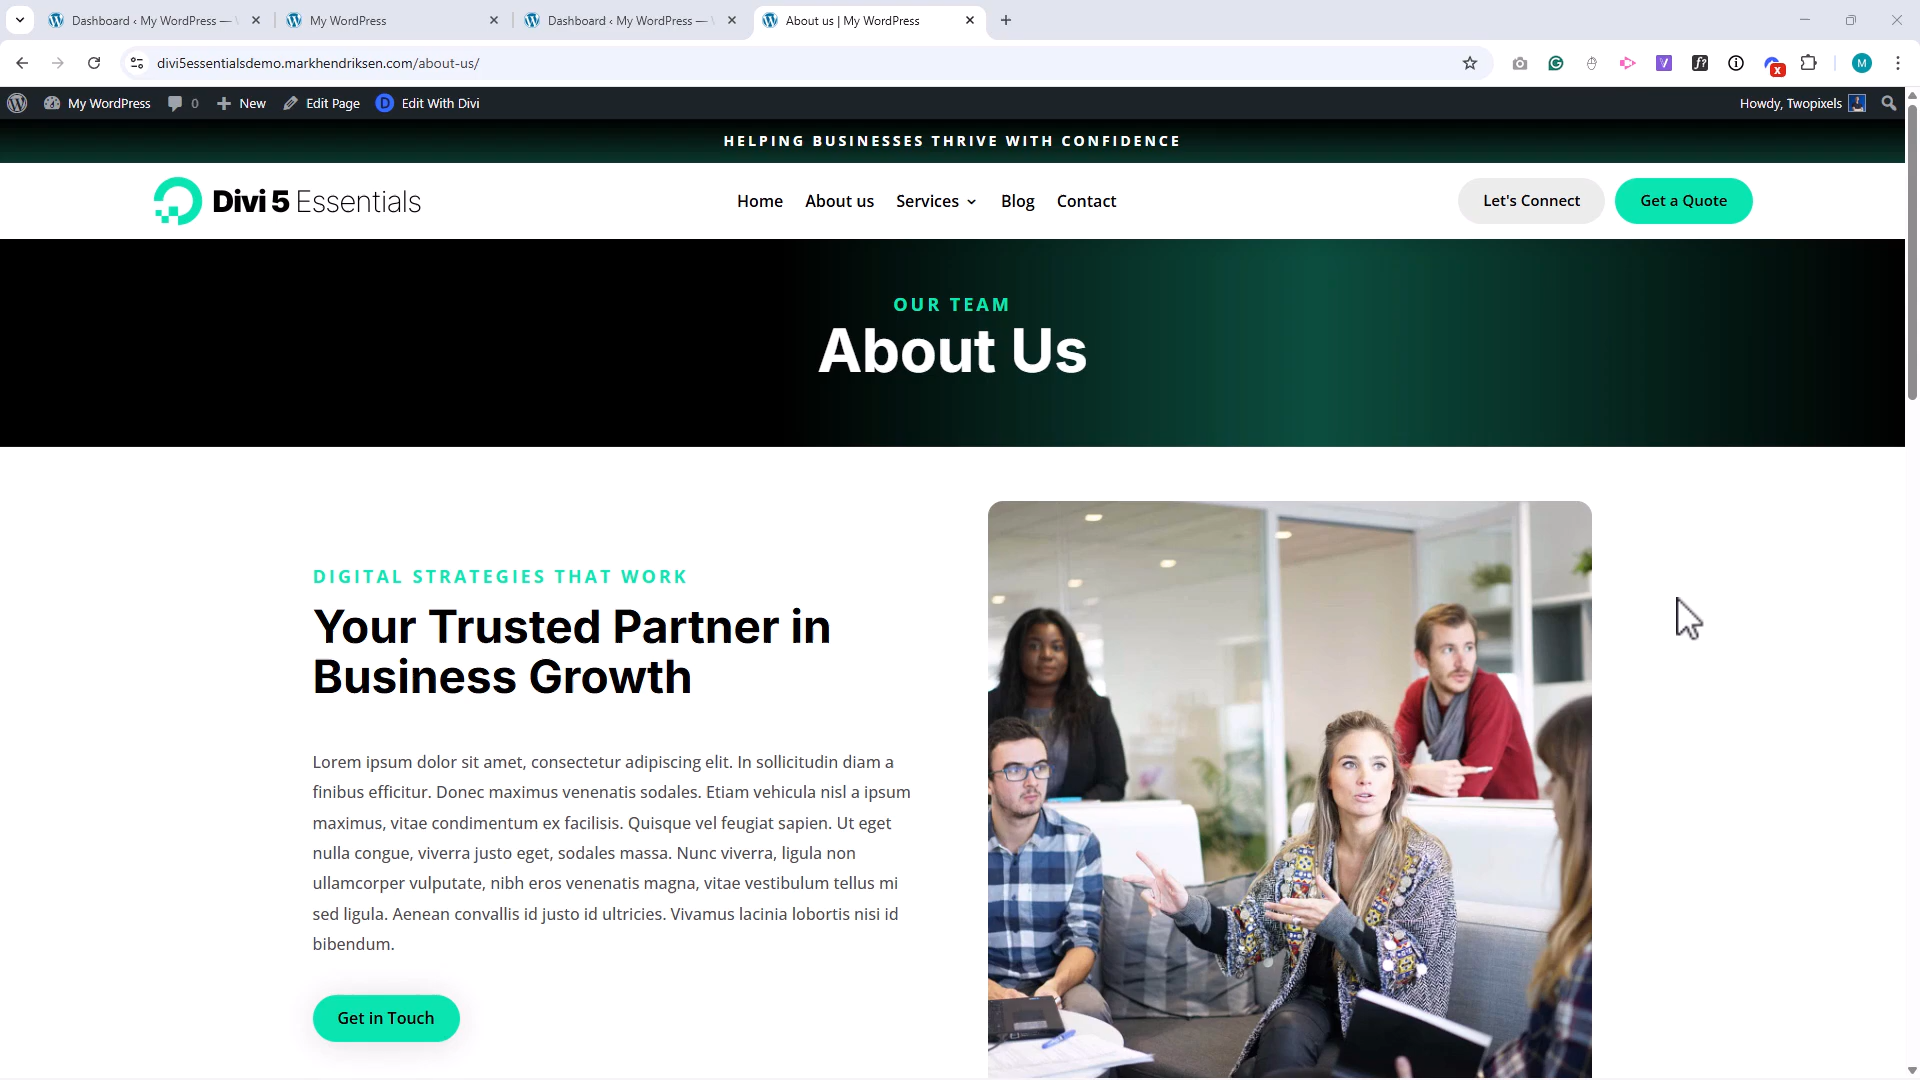 Dashboard ‹ My WordPress —
My WordPress
Dashboard ‹ My WordPress —
About us | My WordPress
divi5essentialsdemo.markhendriksen.com/about-us/
M
My WordPress
0
New
Edit Page
D
Edit With Divi
Howdy, Twopixels
HELPING BUSINESSES THRIVE WITH CONFIDENCE
Divi 5 Essentials
Home
About us
Services
Blog
Contact
Let's Connect
Get a Quote
OUR TEAM
About Us
DIGITAL STRATEGIES THAT WORK
Your Trusted Partner in
Business Growth
Lorem ipsum dolor sit amet, consectetur adipiscing elit. In sollicitudin diam a
finibus efficitur. Donec maximus venenatis sodales. Etiam vehicula nisl a ipsum
maximus, vitae condimentum ex facilisis. Quisque vel feugiat sapien. Ut eget
nulla congue, viverra justo eget, sodales massa. Nunc viverra, ligula non
ullamcorper vulputate, nibh eros venenatis magna, vitae vestibulum tellus mi
sed ligula. Aenean convallis id justo id ultricies. Vivamus lacinia lobortis nisi id
bibendum.
Get in Touch